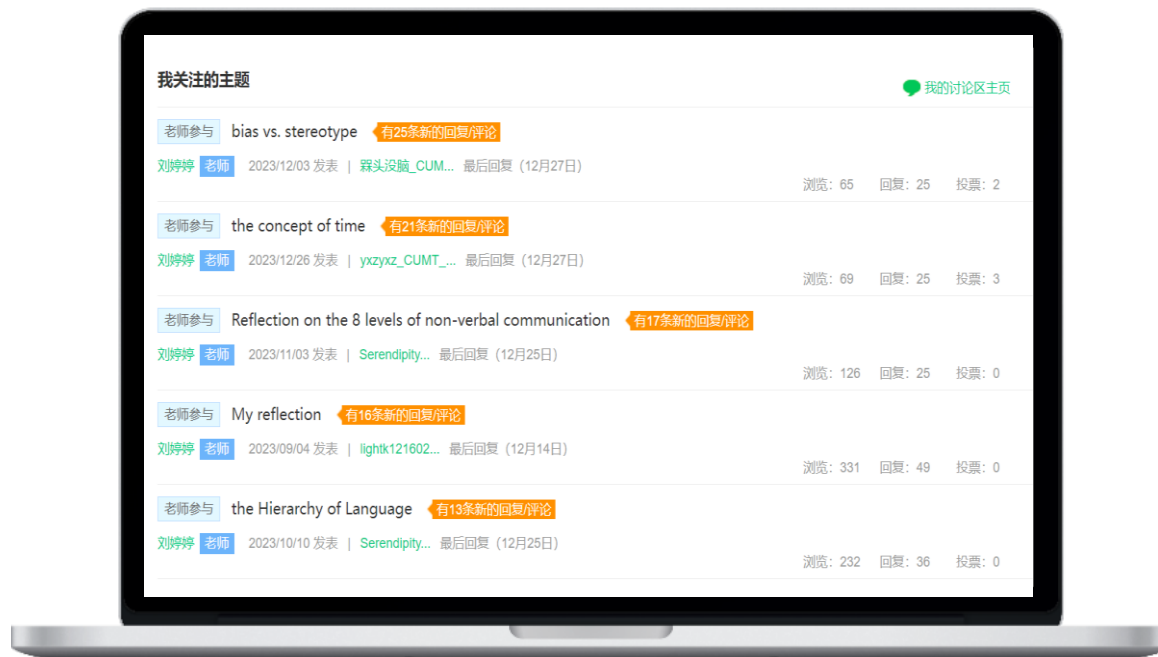 我关注的主题
我的讨论区主页
老师参与 bias vs. stereotype 有25条新的回复/评论
刘婷婷 老师 2023/12/03 发表 | 槑头没脑_CUM... 最后回复（12月27日）
浏览：65 回复：25 投票：2
老师参与 the concept of time 有21条新的回复/评论
刘婷婷 老师 2023/12/26 发表 | yxzyxz_CUMT_... 最后回复（12月27日）
浏览：69 回复：25 投票：3
老师参与 Reflection on the 8 levels of non-verbal communication 有17条新的回复/评论
刘婷婷 老师 2023/11/03 发表 | Serendipity... 最后回复（12月25日）
浏览：126 回复：25 投票：0
老师参与 My reflection 有16条新的回复/评论
刘婷婷 老师 2023/09/04 发表 | lightk121602... 最后回复（12月14日）
浏览：331 回复：49 投票：0
老师参与 the Hierarchy of Language 有13条新的回复/评论
刘婷婷 老师 2023/10/10 发表 | Serendipity... 最后回复（12月25日）
浏览：232 回复：36 投票：0